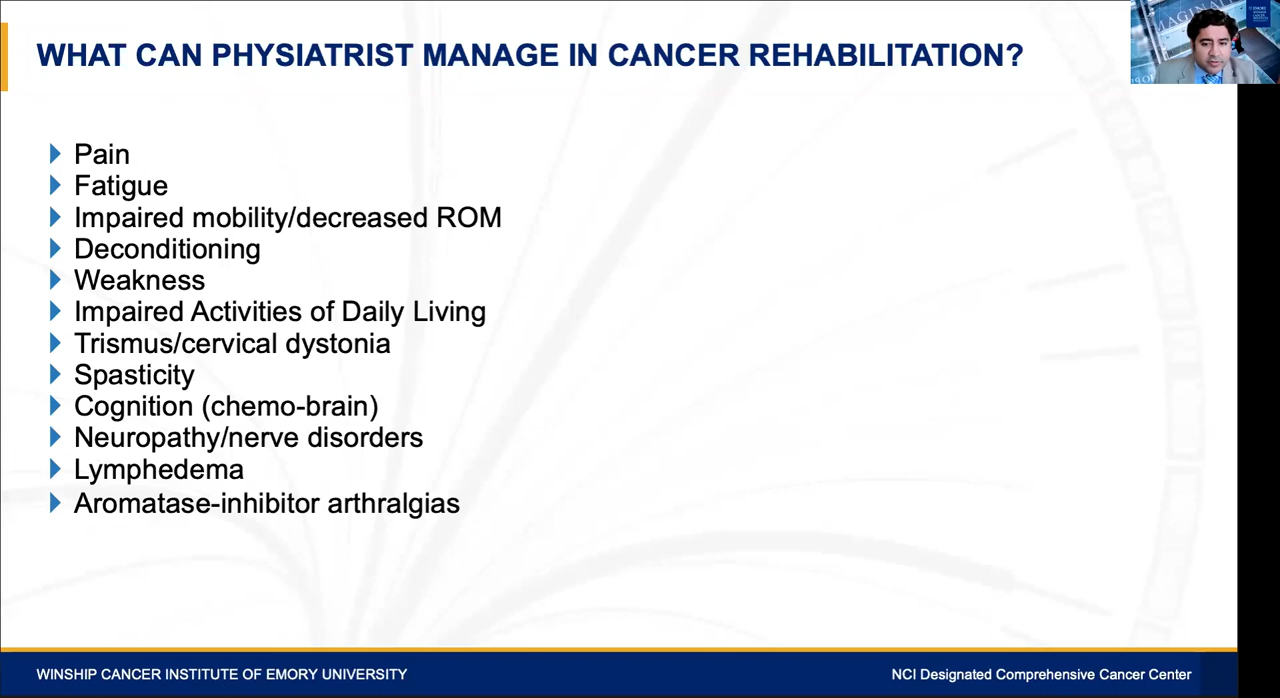 WHAT CAN PHYSIATRIST MANAGE IN CANCER REHABILITATION?
Pain
Fatigue
Impaired mobility/decreased ROM
Deconditioning
Weakness
Impaired Activities of Daily Living
Trismus/cervical dystonia
Spasticity
Cognition (chemo-brain)
Neuropathy/nerve disorders
Lymphedema
Aromatase-inhibitor arthralgias
WINSHIP CANCER INSTITUTE OF EMORY UNIVERSITY
NCI Designated Comprehensive Cancer Center
EMORY